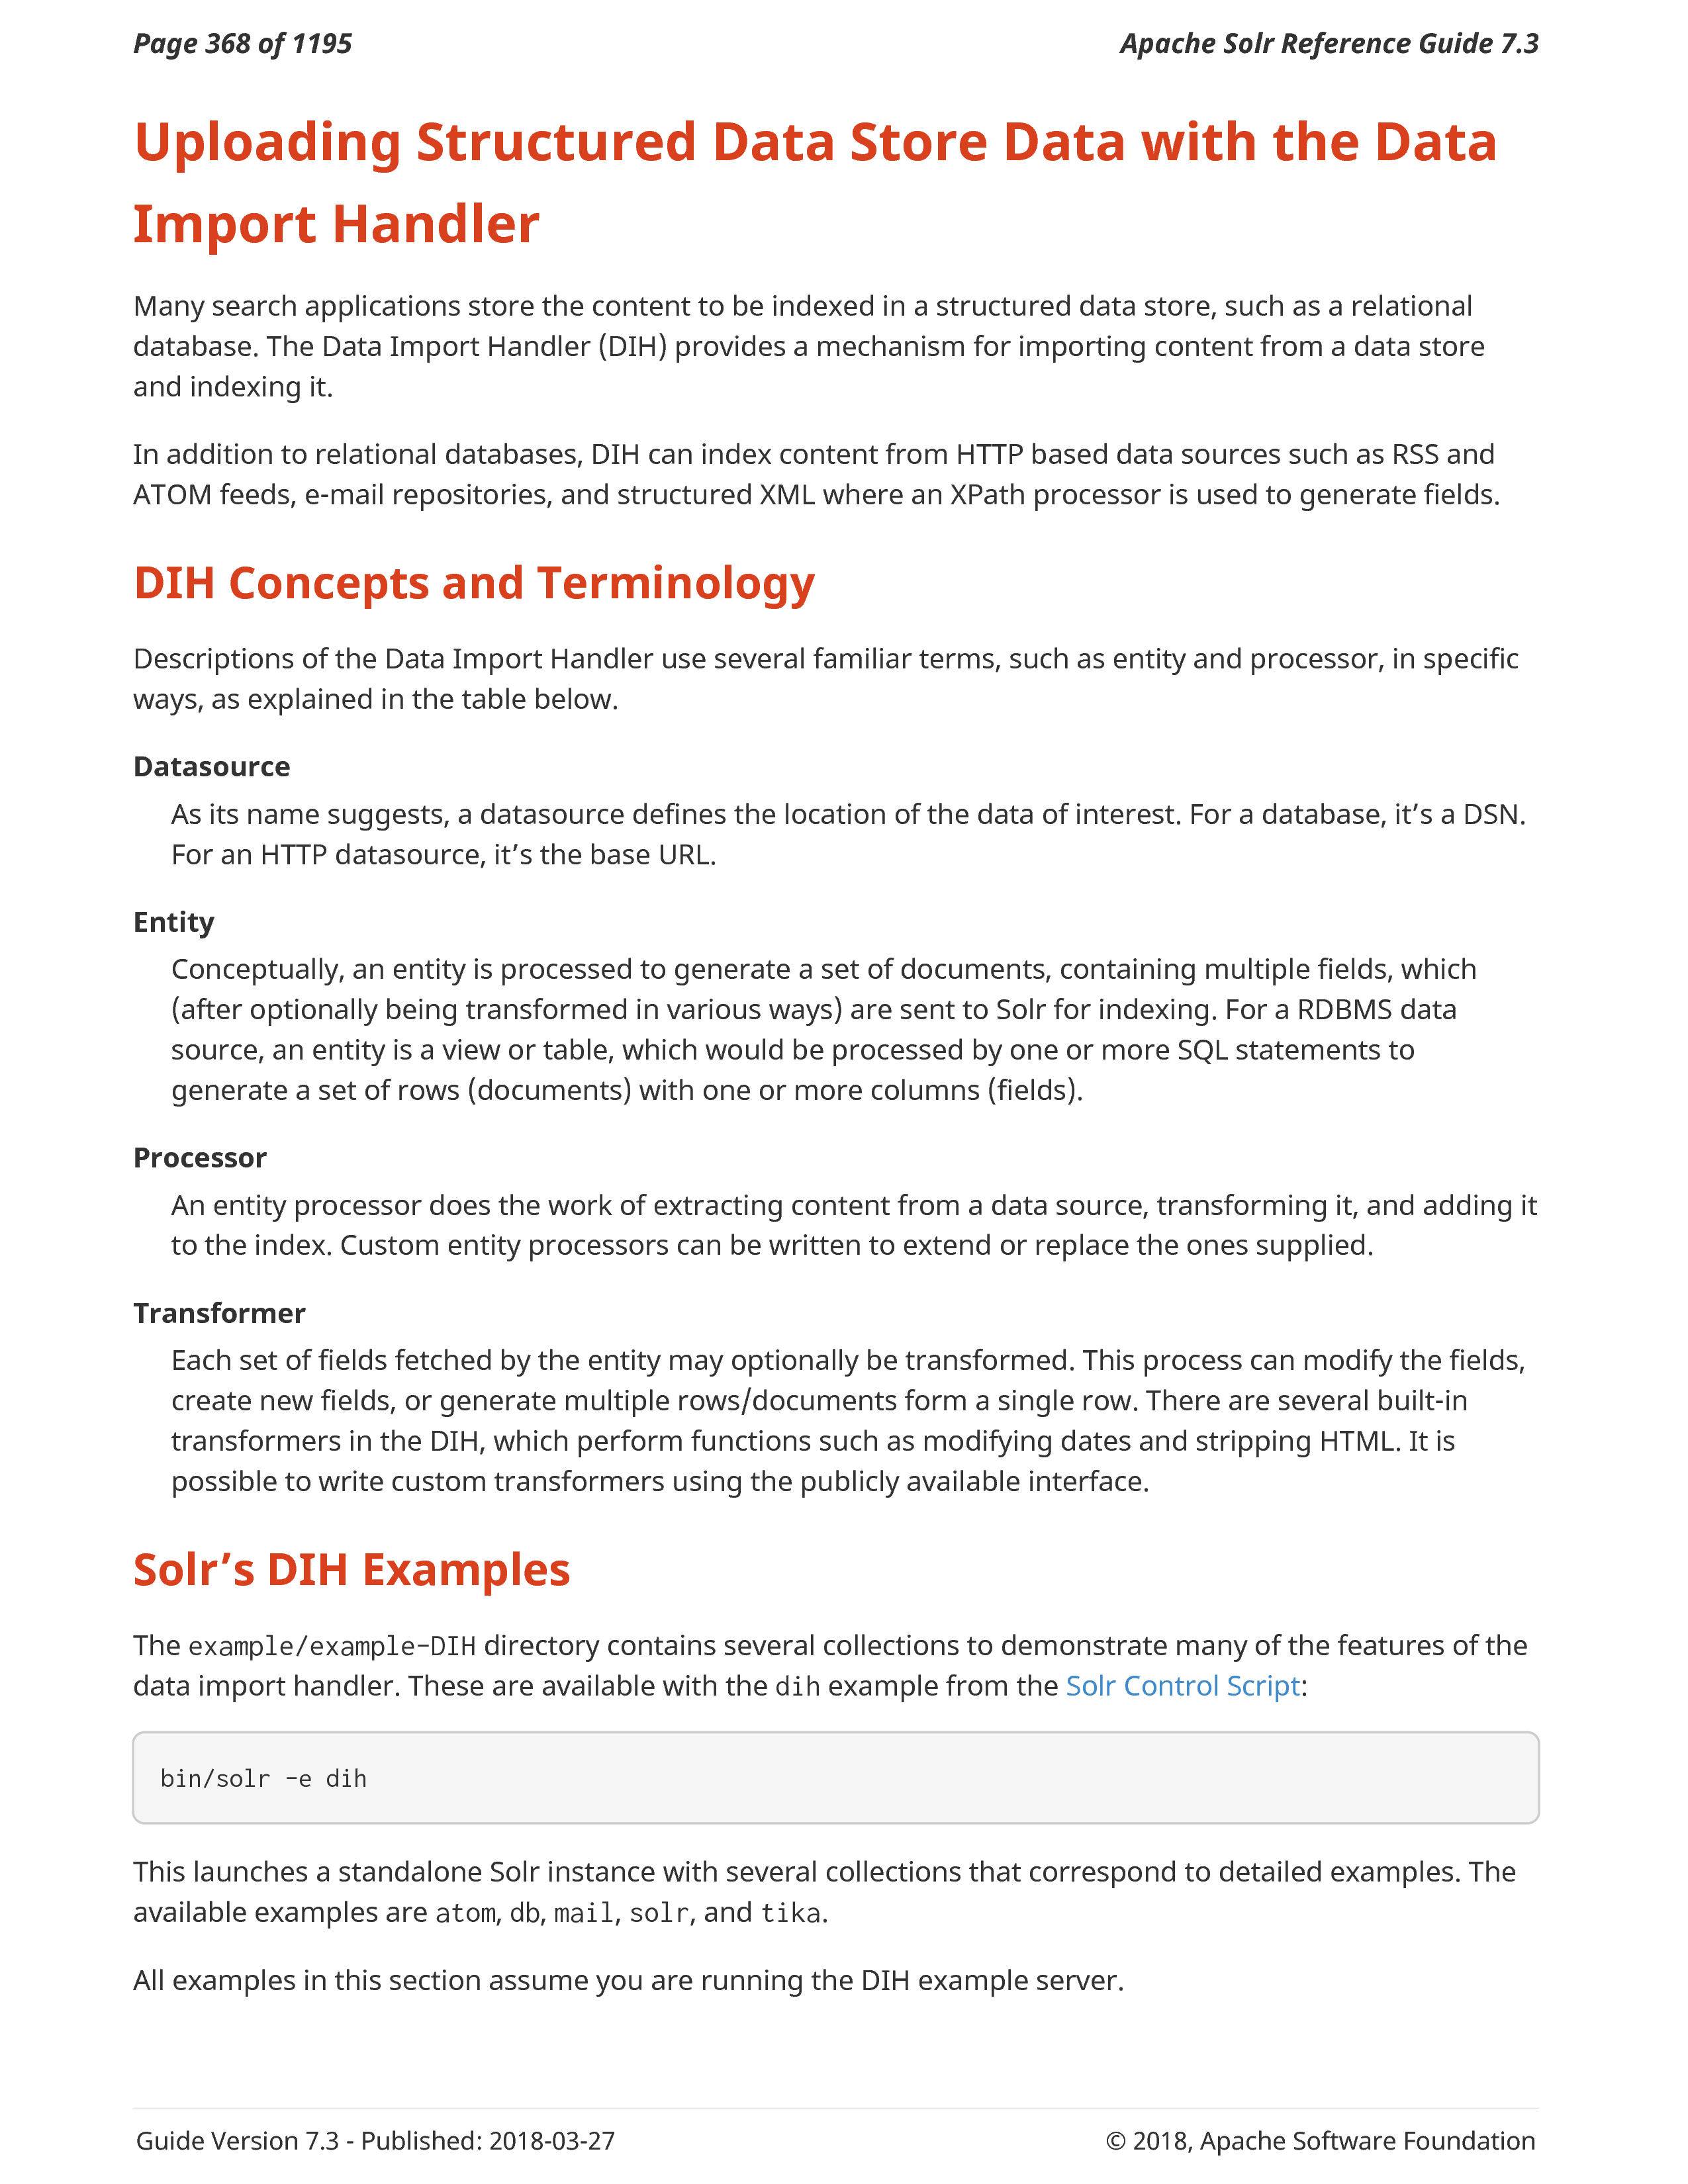 Page 368 of 1195
Apache Solr Reference Guide 7.3
Uploading Structured Data Store Data with the Data
Import Handler
Many search applications store the content to be indexed in a structured data store, such as a relational
database. The Data Import Handler (DIH) provides a mechanism for importing content from a data store
and indexing it.
In addition to relational databases, DIH can index content from HTTP based data sources such as RSS and
ATOM feeds, e-mail repositories, and structured XML where an XPath processor is used to generate fields.
DIH Concepts and Terminology
Descriptions of the Data Import Handler use several familiar terms, such as entity and processor, in specific
ways, as explained in the table below.
Datasource
As its name suggests, a datasource defines the location of the data of interest. For a database, it’s a DSN.
For an HTTP datasource, it’s the base URL.
Entity
Conceptually, an entity is processed to generate a set of documents, containing multiple fields, which
(after optionally being transformed in various ways) are sent to Solr for indexing. For a RDBMS data
source, an entity is a view or table, which would be processed by one or more SQL statements to
generate a set of rows (documents) with one or more columns (fields).
Processor
An entity processor does the work of extracting content from a data source, transforming it, and adding it
to the index. Custom entity processors can be written to extend or replace the ones supplied.
Transformer
Each set of fields fetched by the entity may optionally be transformed. This process can modify the fields,
create new fields, or generate multiple rows/documents form a single row. There are several built-in
transformers in the DIH, which perform functions such as modifying dates and stripping HTML. It is
possible to write custom transformers using the publicly available interface.
Solr’s DIH Examples
The example/example-DIH directory contains several collections to demonstrate many of the features of the
data import handler. These are available with the dih example from the Solr Control Script:
bin/solr -e dih
This launches a standalone Solr instance with several collections that correspond to detailed examples. The
available examples are atom, db, mail, solr, and tika.
All examples in this section assume you are running the DIH example server.
Guide Version 7.3 - Published: 2018-03-27
© 2018, Apache Software Foundation